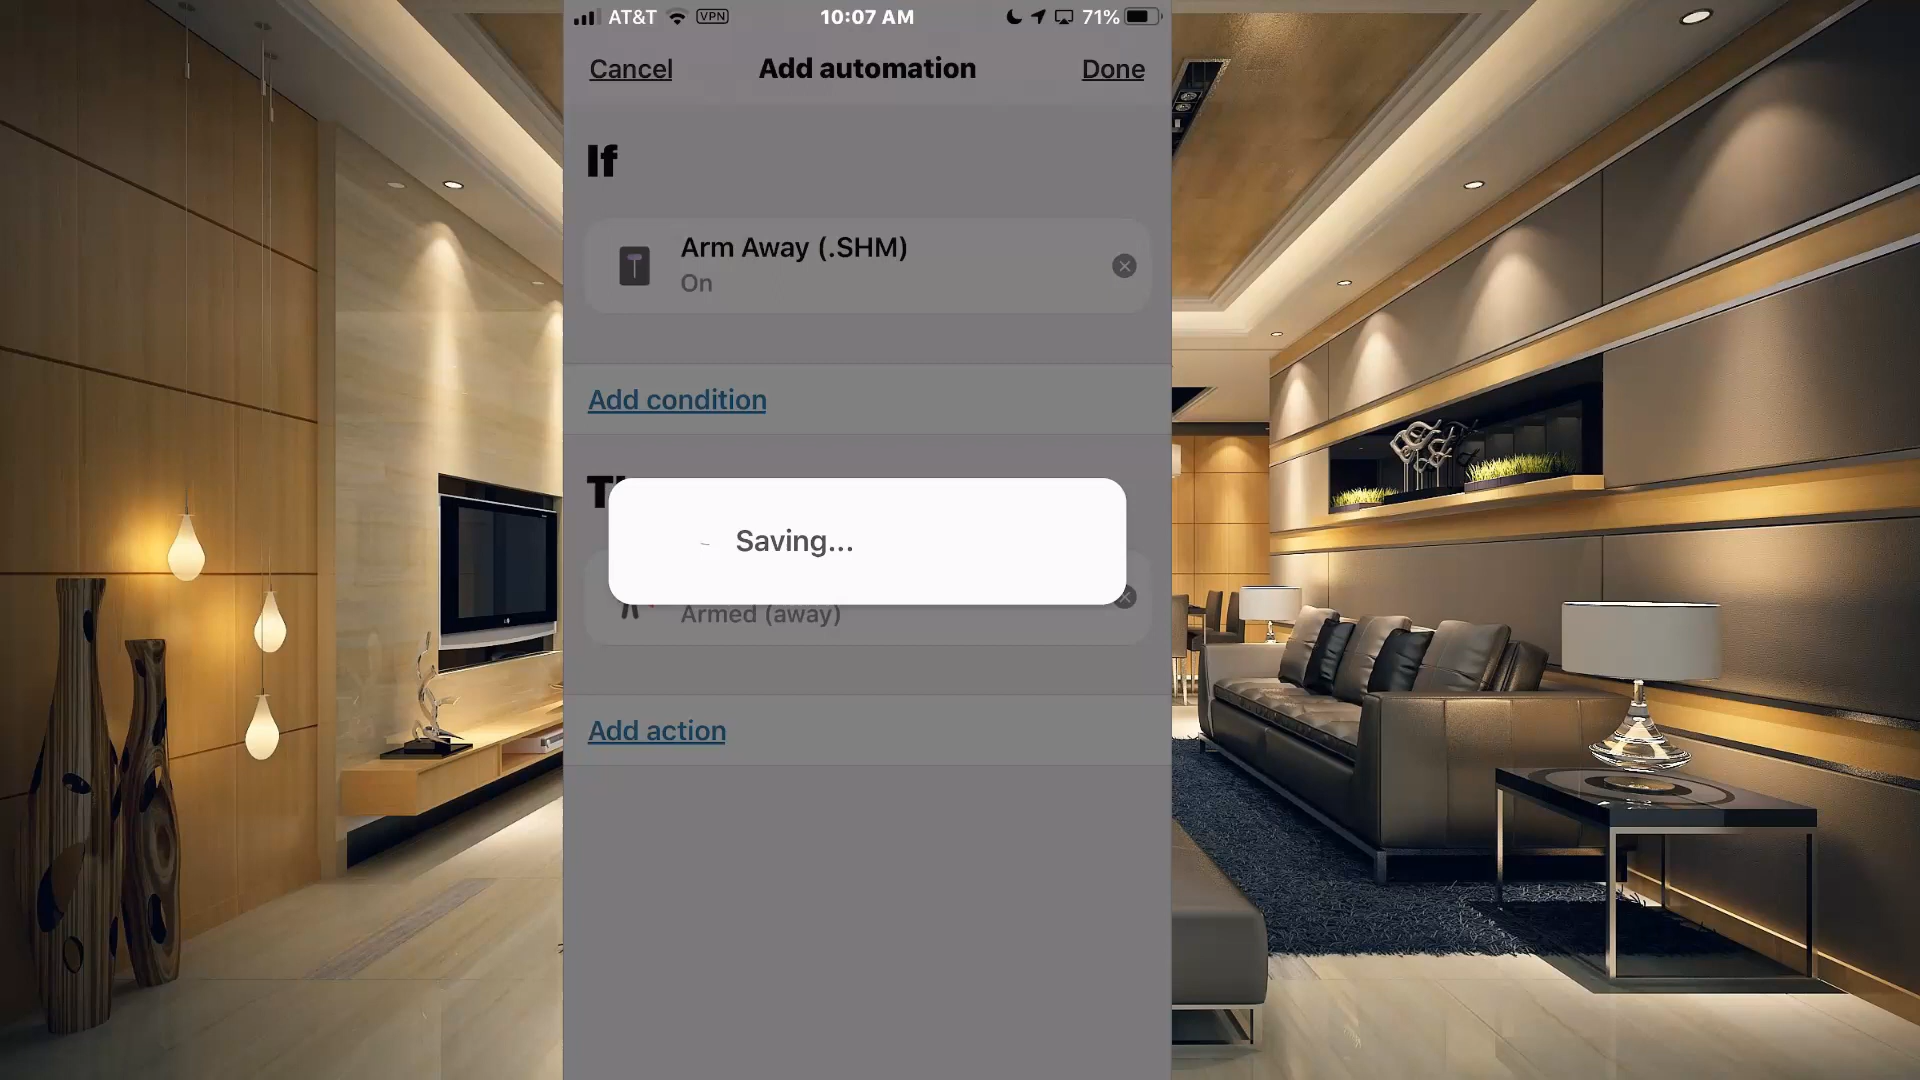 AT&T VPN 10:07 AM 71%
Cancel Add automation Done
If
Arm Away (.SHM)
On
Add condition
Saving...
Armed (away)
Add action